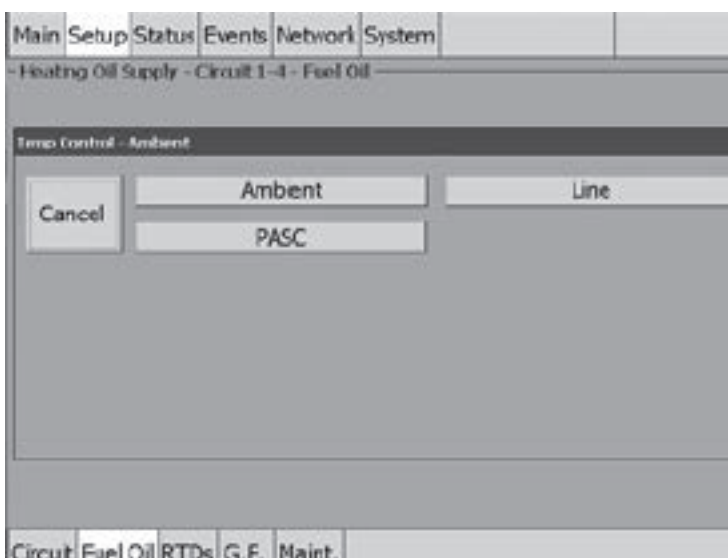 Main Setup Status Events Network System
Heating Oil Supply - Circuit 1-4 - Fuel Oil
Temp Control - Ambient
Cancel
Ambient
Line
PASC
Circuit Fuel Oil RTDs G.F. Maint.